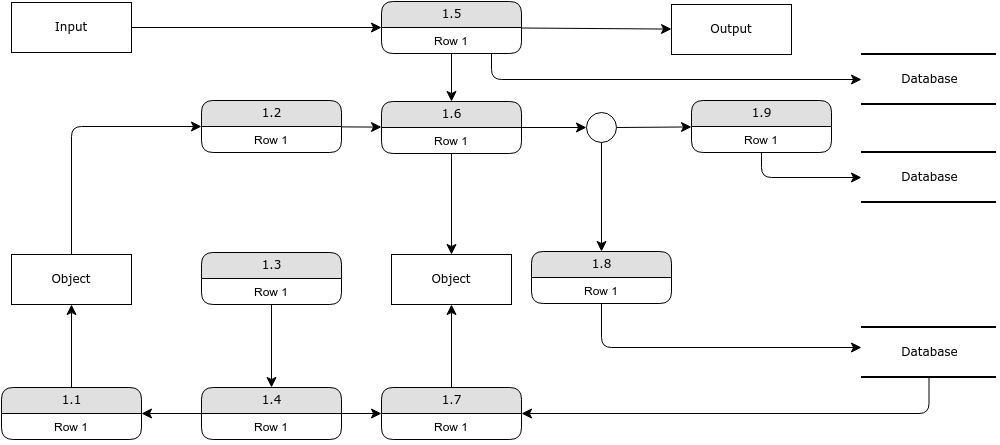 Input
1.5
Row 1
Output
Database
1.2
Row 1
1.6
Row 1
1.9
Row 1
Database
Object
1.3
Row 1
Object
1.8
Row 1
Database
1.1
Row 1
1.4
Row 1
1.7
Row 1